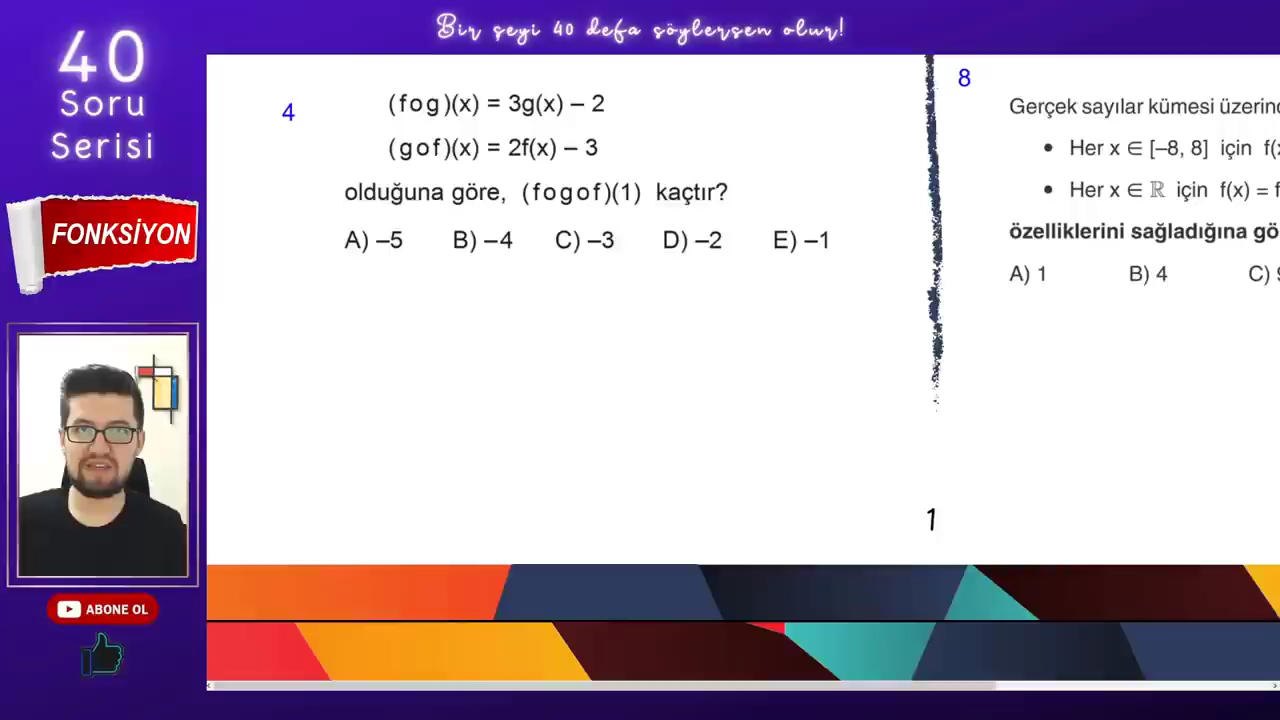 Bir şeyi 40 defa söylersen olur!
40
Soru
Serisi
FONKSİYON
ABONE OL
4
(fog)(x) = 3g(x) – 2
(gof)(x) = 2f(x) – 3
olduğuna göre, (fogof)(1) kaçtır?
A) –5 B) –4 C) –3 D) –2 E) –1
8
Gerçek sayılar kümesi üzerind
• Her x ∈ [–8, 8] için f(x
• Her x ∈ ℝ için f(x) = f
özelliklerini sağladığına gö
A) 1 B) 4 C) 9
1